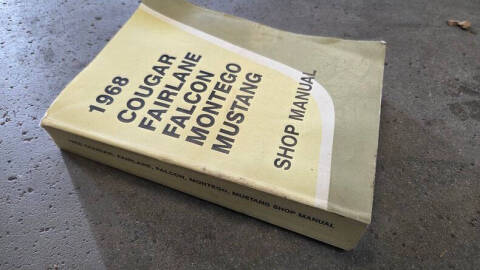 1968
COUGAR
FAIRLANE
FALCON
MONTEGO
MUSTANG
SHOP MANUAL
1968 COUGAR, FAIRLANE, FALCON, MONTEGO, MUSTANG SHOP MANUAL